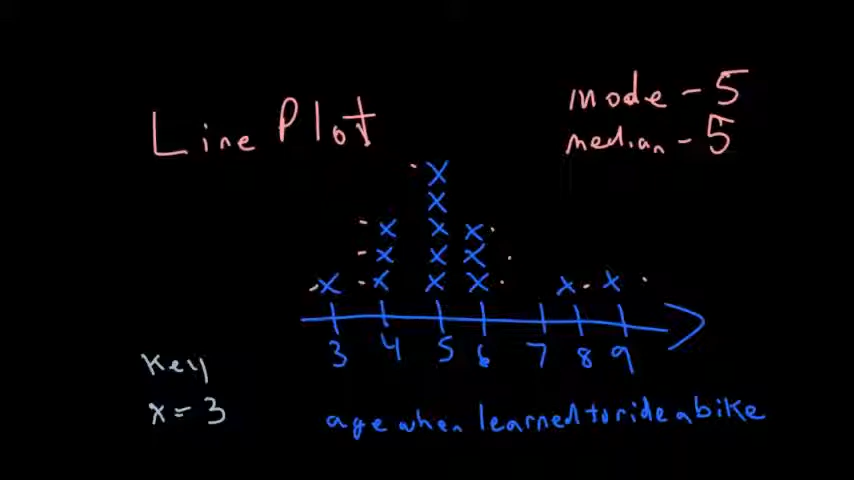 Line Plot
mode - 5
median - 5
x
x
x x x
x x x
x x x x x x
3 4 5 6 7 8 9
Key
x = 3
age when learned to ride a bike